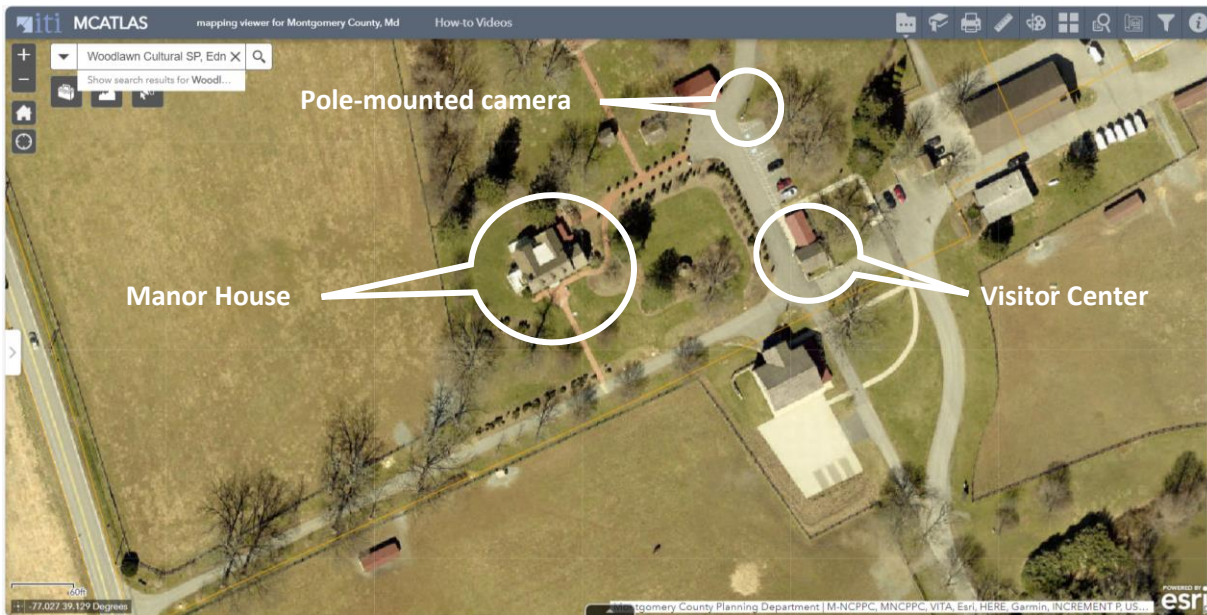 iti MCATLAS mapping viewer for Montgomery County, Md How-to Videos
Woodlawn Cultural SP, Edn
Show search results for Woodl...
Pole-mounted camera
Manor House
Visitor Center
60ft
-77.027 39.129 Degrees
Montgomery County Planning Department | M-NCPPC, MNCPPC, VITA, Esri, HERE, Garmin, INCREMENT P, US...
POWERED BY
esri